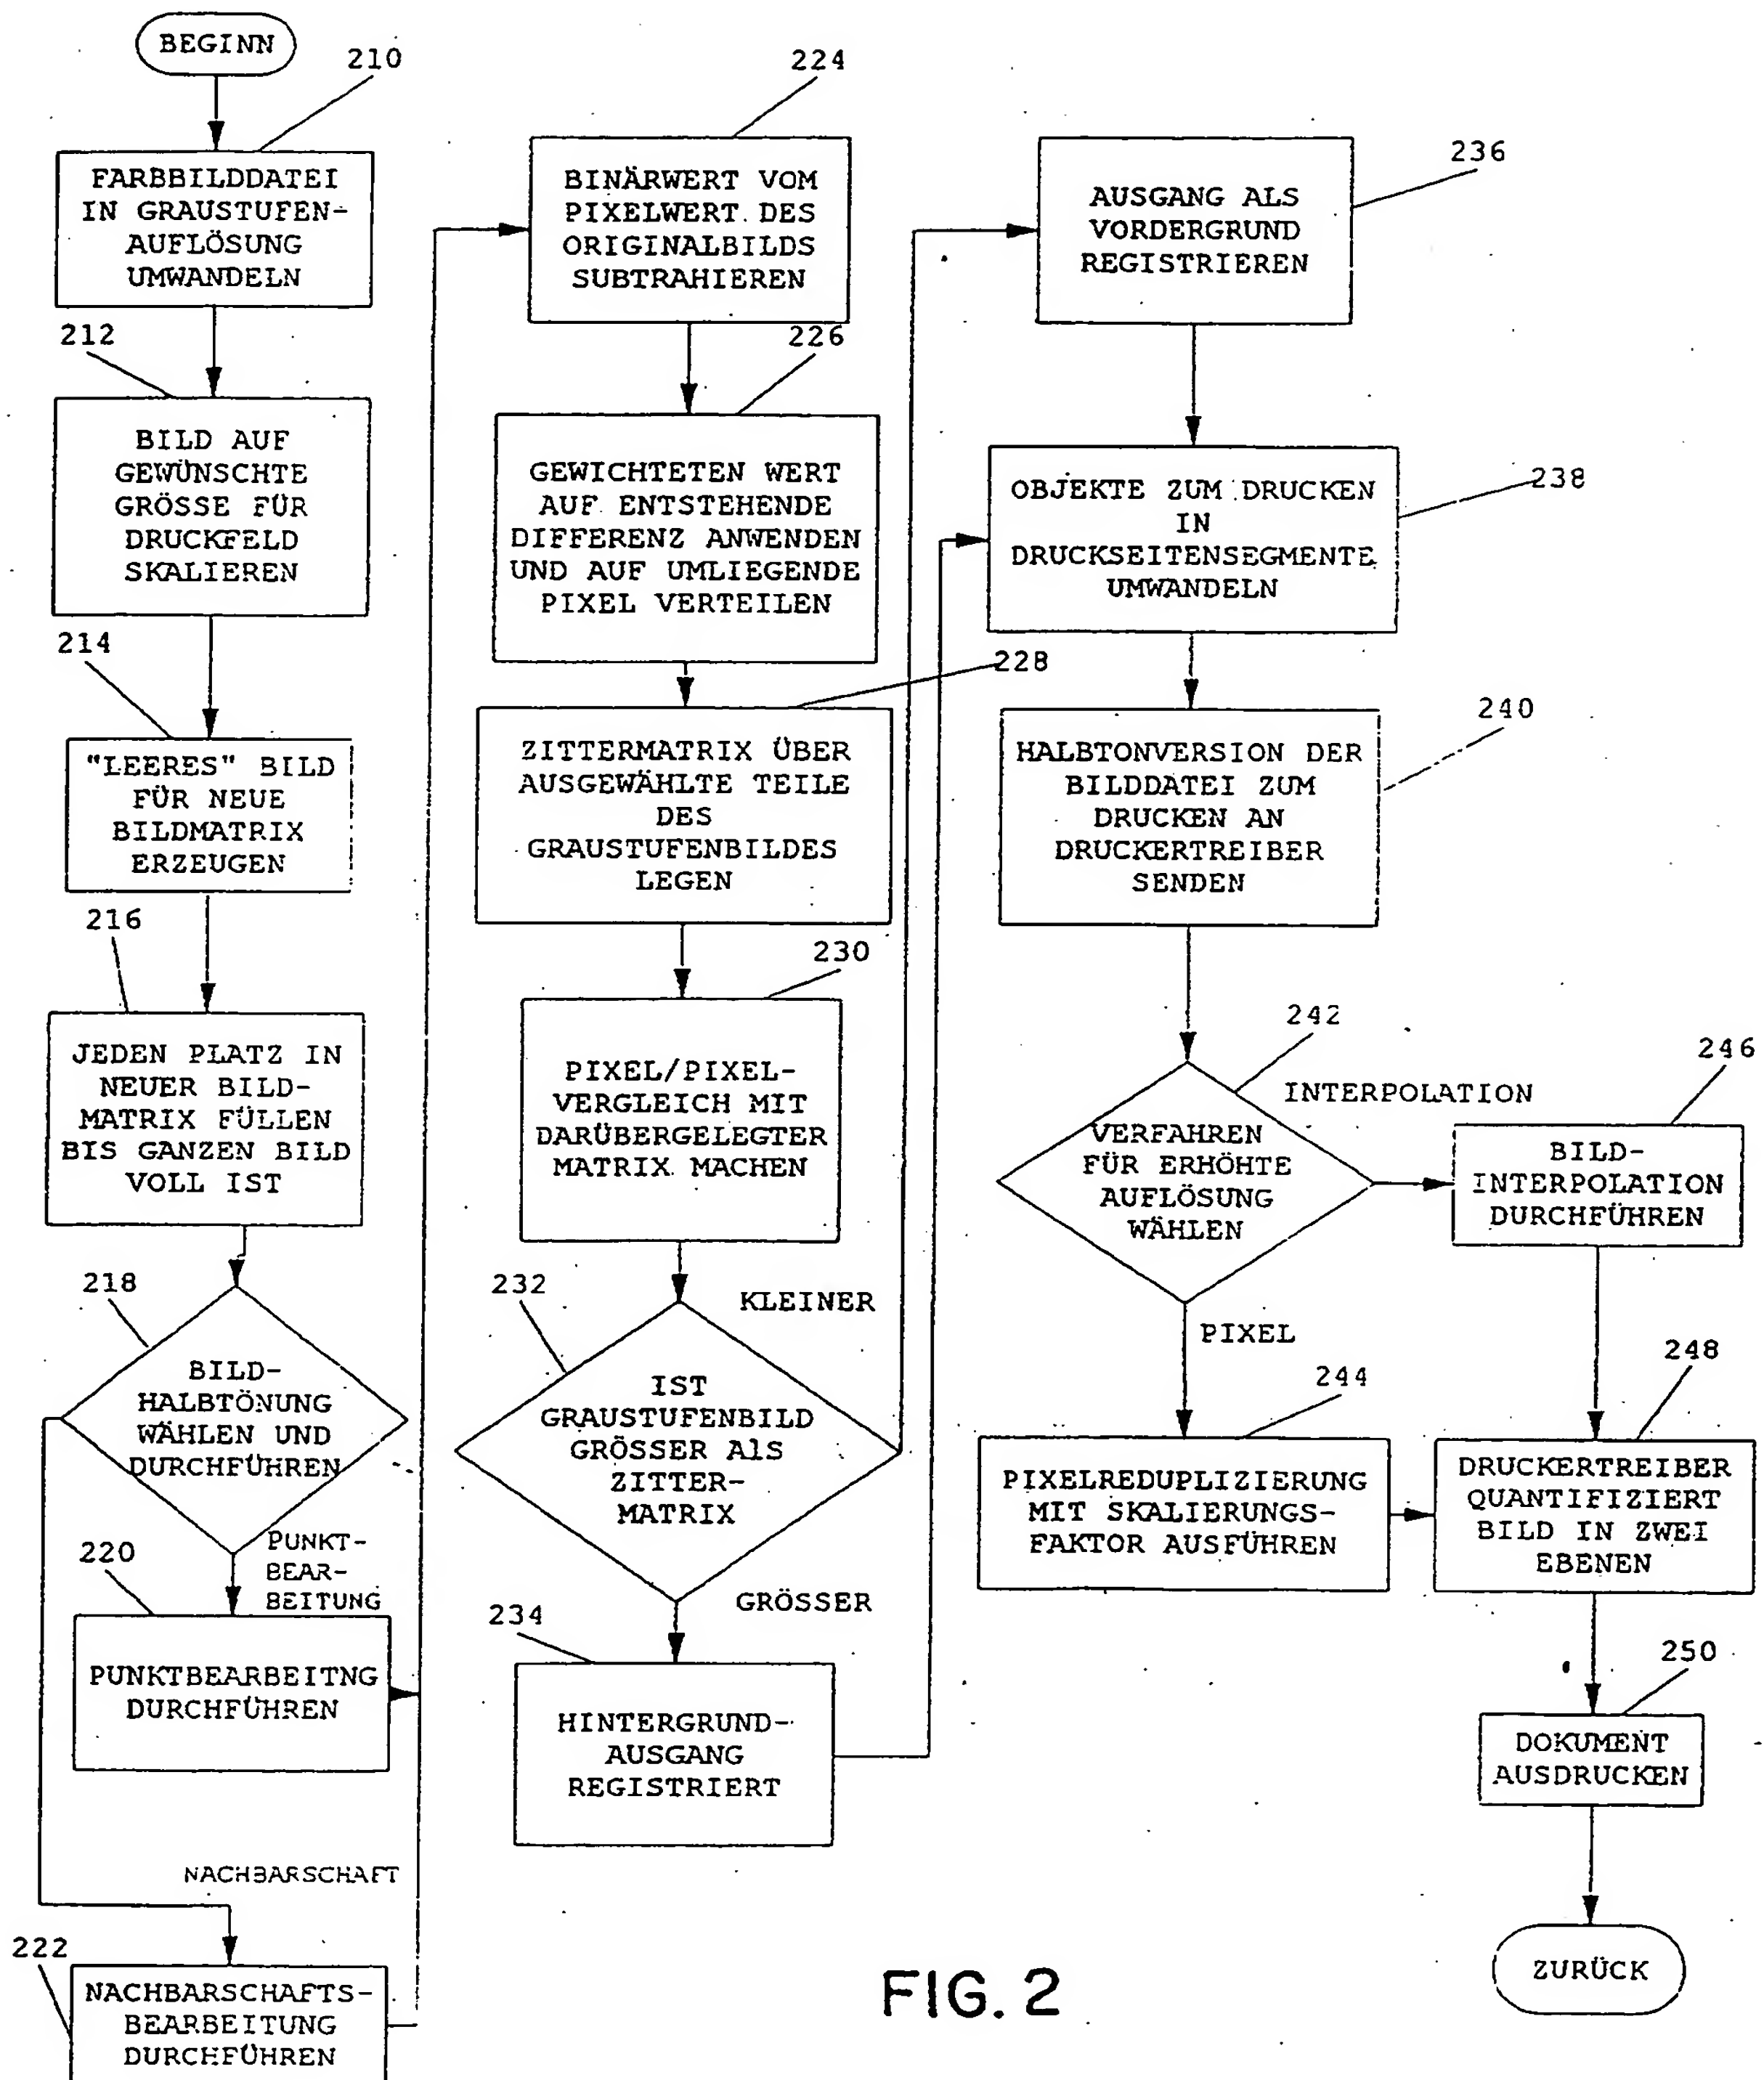 BEGINN
210
FARBBILDDATEI
IN GRAUSTUFEN-
AUFLÖSUNG
UMWANDELN
212
BILD AUF
GEWÜNSCHTE
GRÖSSE FÜR
DRUCKFELD
SKALIEREN
214
"LEERES" BILD
FÜR NEUE
BILDMATRIX
ERZEUGEN
216
JEDEN PLATZ IN
NEUER BILD-
MATRIX FÜLLEN
BIS GANZEN BILD
VOLL IST
218
BILD-
HALBTÖNUNG
WÄHLEN UND
DURCHFÜHREN
PUNKT-
BEAR-
BEITUNG
220
PUNKTBEARBEITNG
DURCHFÜHREN
NACHBARSCHAFT
222
NACHBARSCHAFTS-
BEARBEITUNG
DURCHFÜHREN
224
BINÄRWERT VOM
PIXELWERT DES
ORIGINALBILDS
SUBTRAHIEREN
226
GEWICHTETEN WERT
AUF ENTSTEHENDE
DIFFERENZ ANWENDEN
UND AUF UMLIEGENDE
PIXEL VERTEILEN
228
ZITTERMATRIX ÜBER
AUSGEWÄHLTE TEILE
DES
GRAUSTUFENBILDES
LEGEN
230
PIXEL/PIXEL-
VERGLEICH MIT
DARÜBERGELEGTER
MATRIX MACHEN
232
KLEINER
IST
GRAUSTUFENBILD
GRÖSSER AlS
ZITTER-
MATRIX
GRÖSSER
234
HINTERGRUND-
AUSGANG
REGISTRIERT
236
AUSGANG ALS
VORDERGRUND
REGISTRIEREN
238
OBJEKTE ZUM DRUCKEN
IN
DRUCKSEITENSEGMENTE
UMWANDELN
240
HALBTONVERSION DER
BILDDATEI ZUM
DRUCKEN AN
DRUCKERTREIBER
SENDEN
242
INTERPOLATION
VERFAHREN
FÜR ERHÖHTE
AUFLÖSUNG
WÄHLEN
PIXEL
244
PIXELREDUPLIZIERUNG
MIT SKALIERUNGS-
FAKTOR AUSFÜHREN
246
BILD-
INTERPOLATION
DURCHFÜHREN
248
DRUCKERTREIBER
QUANTIFIZIERT
BILD IN ZWEI
EBENEN
250
DOKUMENT
AUSDRUCKEN
ZURÜCK
FIG. 2